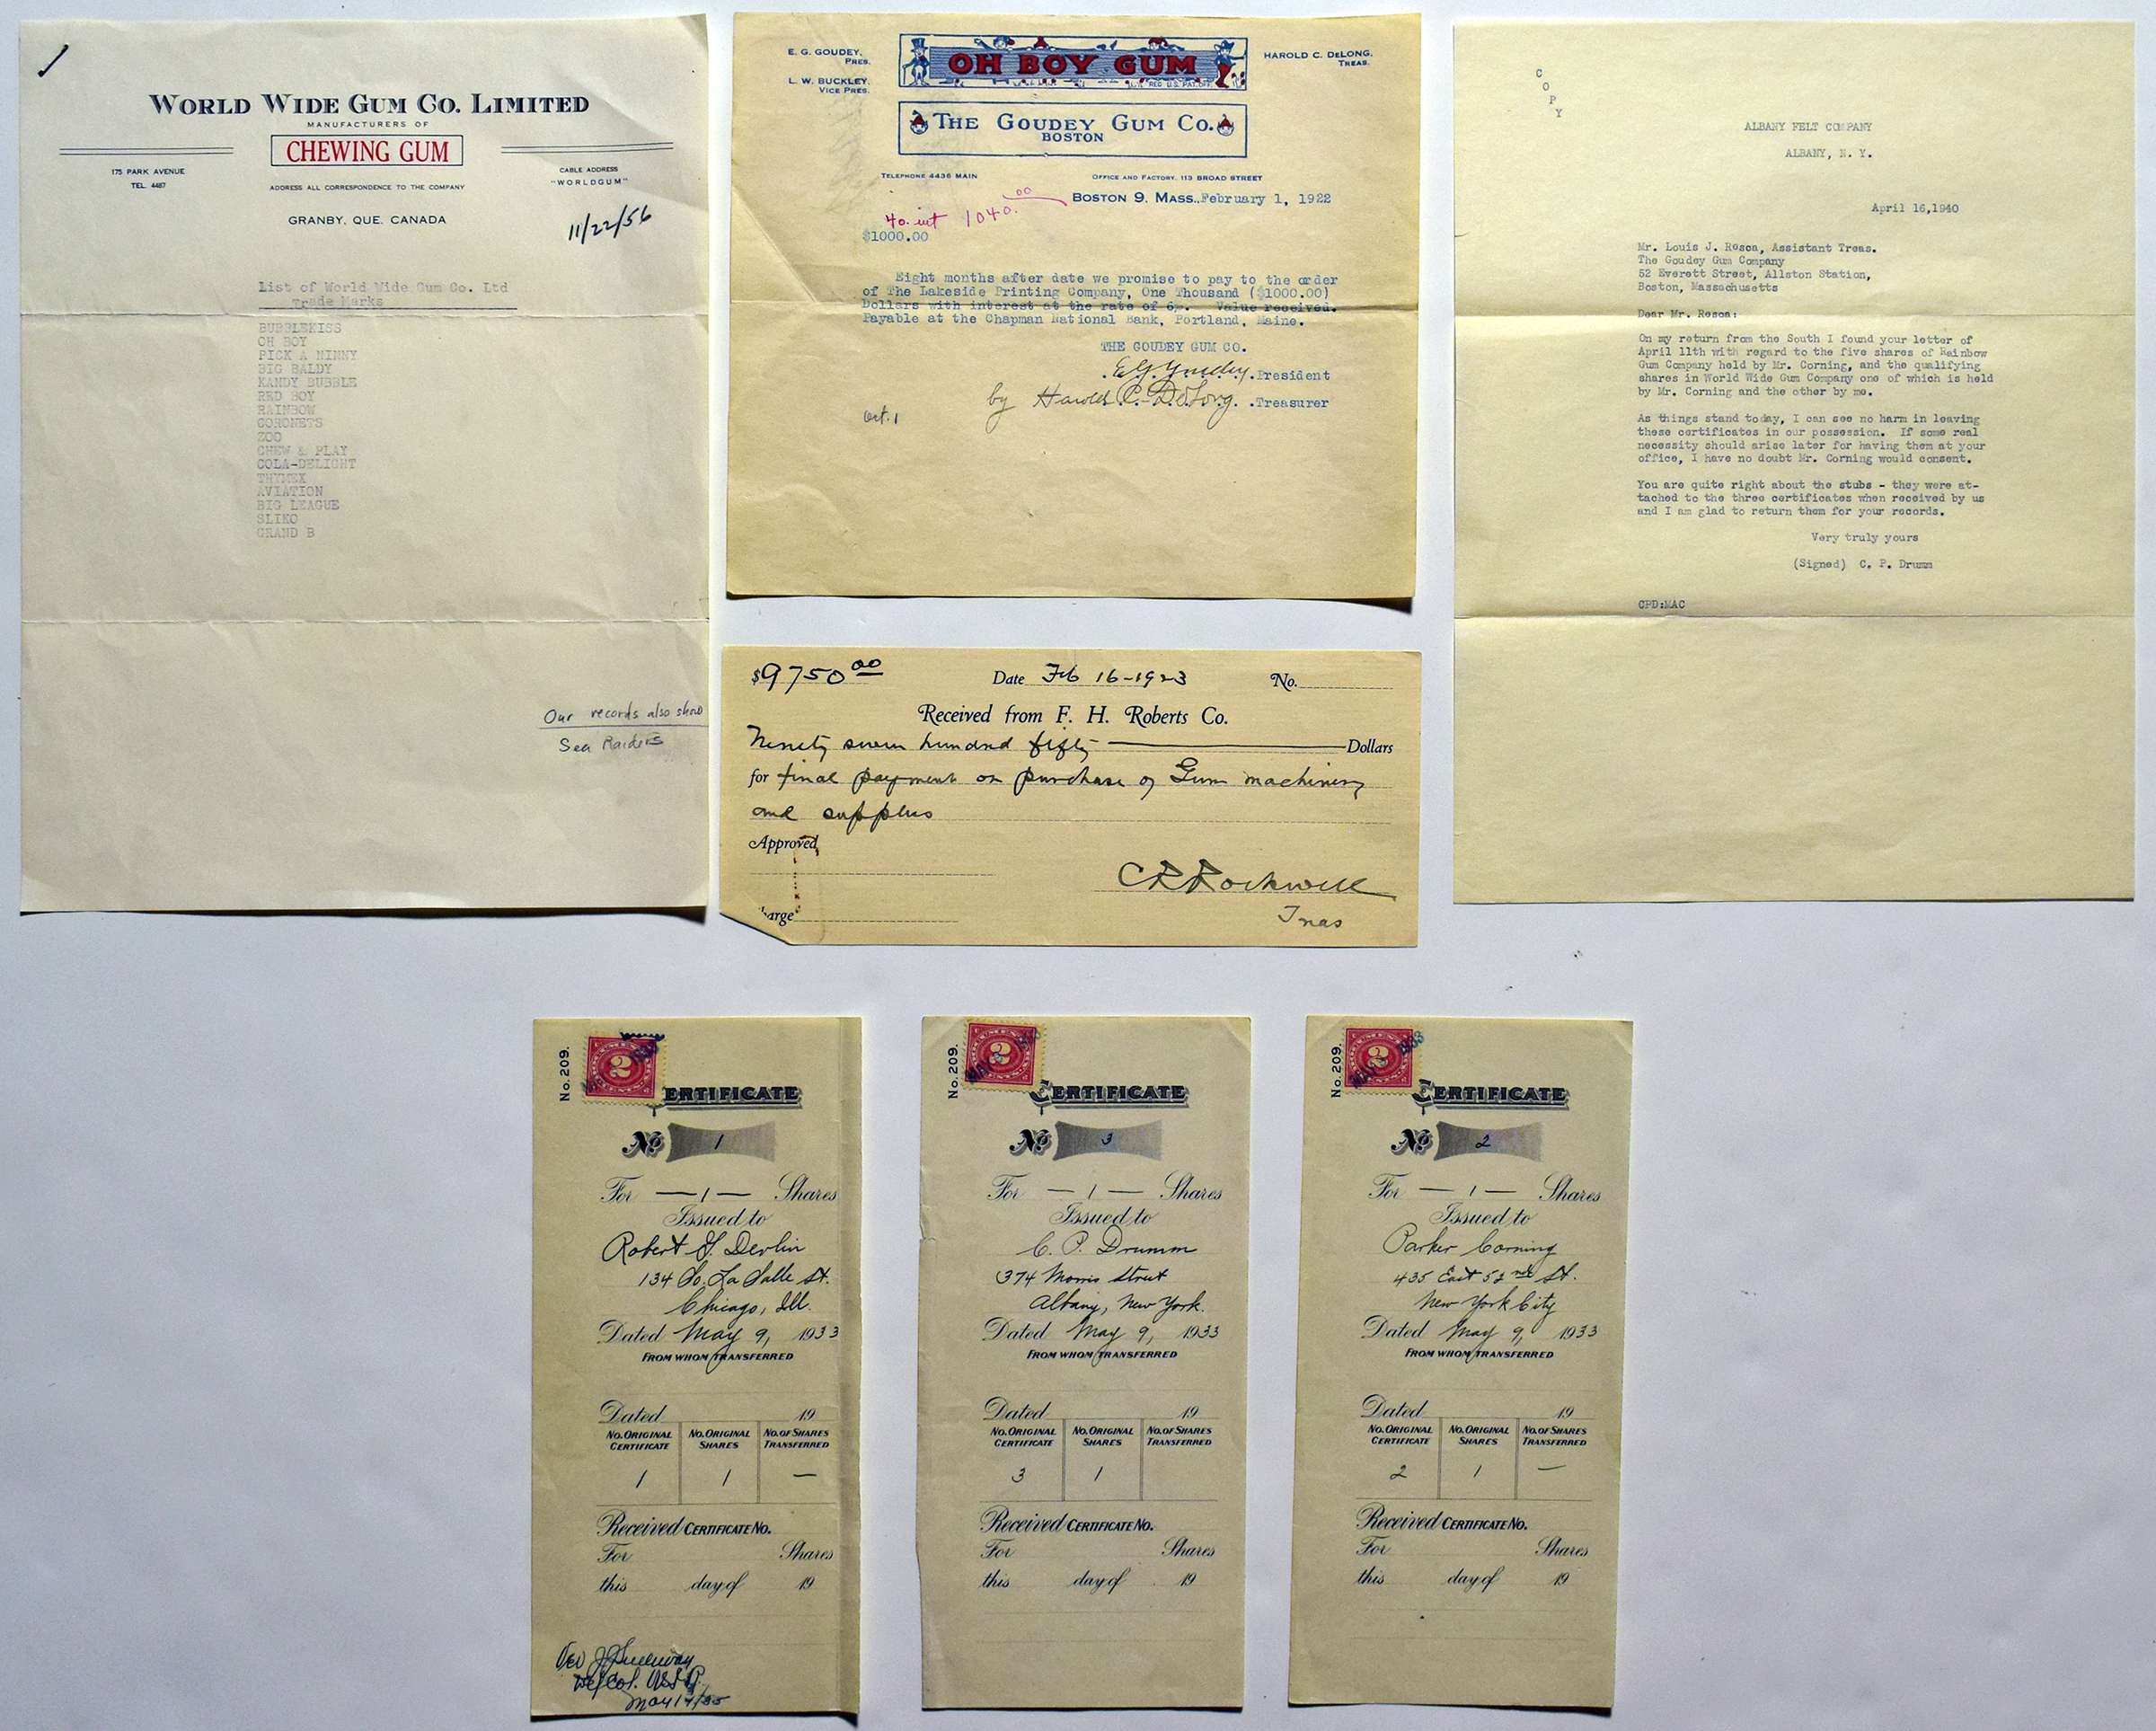 WORLD WIDE GUM CO. LIMITED
MANUFACTURERS OF
CHEWING GUM
175 PARK AVENUE
TEL. 4487
ADDRESS ALL CORRESPONDENCE TO THE COMPANY
CABLE ADDRESS
"WORLDGUM"
GRANBY, QUE. CANADA
11/22/56
List of World Wide Gum Co. Ltd
Trade Marks
BUBBLEKISS
OH BOY
PICK A NINNY
BIG BALDY
KANDY BUBBLE
RED BOY
RAINBOW
CORONETS
ZOO
CHEW & PLAY
COLA-DELIGHT
THYMEX
AVIATION
BIG LEAGUE
SLIKO
GRAND B
Our records also show
Sea Raiders
E. G. GOUDEY,
PRES.
L. W. BUCKLEY,
VICE PRES.
OH BOY GUM
REG. U.S. PAT. OFF.
HAROLD C. DELONG,
TREAS.
THE GOUDEY GUM CO.
BOSTON
TELEPHONE 4436 MAIN
OFFICE AND FACTORY, 113 BROAD STREET
BOSTON 9, MASS., February 1, 1922
40. int 1040.00
$1000.00
Eight months after date we promise to pay to the order
of The Lakeside Printing Company, One Thousand ($1000.00)
Dollars with interest at the rate of 6%. Value received.
Payable at the Chapman National Bank, Portland, Maine.
THE GOUDEY GUM CO.
E G Goudey. President
by Harold C. DeLong. .Treasurer
Oct. 1
$9750 00 Date Feb 16-1923 No.
Received from F. H. Roberts Co.
Ninety seven hundred fifty Dollars
for final payment on purchase of Gum machinery
and supplies
Approved
CR Rockwell
Treas
harge
COPY
ALBANY FELT COMPANY
ALBANY, N. Y.
April 16,1940
Mr. Louis J. Resca, Assistant Treas.
The Goudey Gum Company
52 Everett Street, Allston Station,
Boston, Massachusetts
Dear Mr. Resca:
On my return from the South I found your letter of
April 11th with regard to the five shares of Rainbow
Gum Company held by Mr. Corning, and the qualifying
shares in World Wide Gum Company one of which is held
by Mr. Corning and the other by me.
As things stand today, I can see no harm in leaving
these certificates in our possession. If some real
necessity should arise later for having them at your
office, I have no doubt Mr. Corning would consent.
You are quite right about the stubs - they were at-
tached to the three certificates when received by us
and I am glad to return them for your records.
Very truly yours
(Signed) C. P. Drumm
CPD:MAC
No. 209.
2
ERTIFICATE
No 1
For — 1 — Shares
Issued to
Robert J. Devlin
134 So. La Salle St.
Chicago, Ill.
Dated May 9, 1933
FROM WHOM TRANSFERRED
Dated 19
NO. ORIGINAL CERTIFICATE NO. ORIGINAL SHARES NO. OF SHARES TRANSFERRED
1 1 —
Received CERTIFICATE NO.
For Shares
this day of 19
No. 209.
2
CERTIFICATE
No 3
For — 1 — Shares
Issued to
C. P. Drumm
374 Morris Street
Albany, New York.
Dated May 9, 1933
FROM WHOM TRANSFERRED
Dated 19
NO. ORIGINAL CERTIFICATE NO. ORIGINAL SHARES NO. OF SHARES TRANSFERRED
3 1
Received CERTIFICATE NO.
For Shares
this day of 19
No. 209.
2
CERTIFICATE
No 2
For — 1 — Shares
Issued to
Parker Corning
435 East 52nd St.
New York City
Dated May 9, 1933
FROM WHOM TRANSFERRED
Dated 19
NO. ORIGINAL CERTIFICATE NO. ORIGINAL SHARES NO. OF SHARES TRANSFERRED
2 1 —
Received CERTIFICATE NO.
For Shares
this day of 19